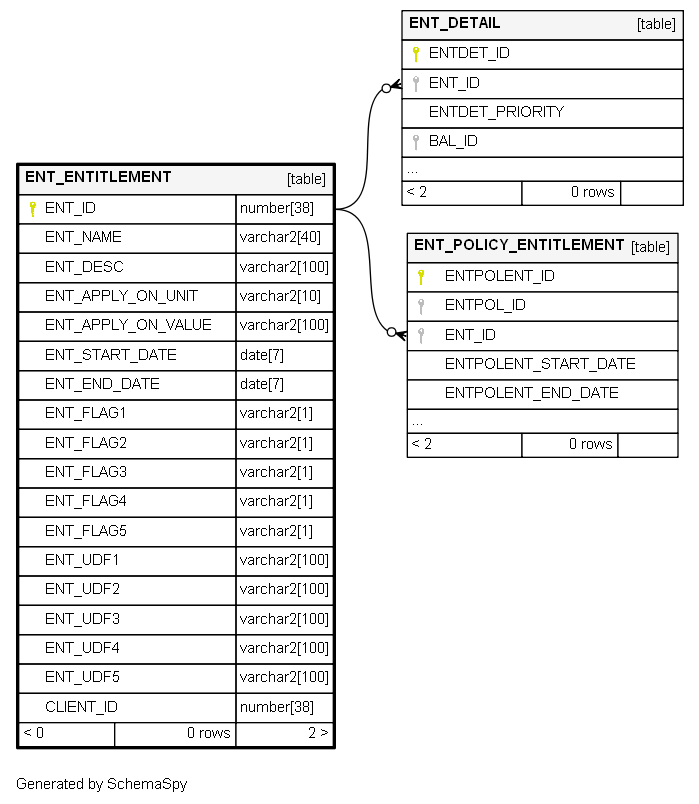 ENT_DETAIL [table]
ENTDET_ID
ENT_ID
ENTDET_PRIORITY
BAL_ID
...
< 2 0 rows
ENT_ENTITLEMENT [table]
ENT_ID number[38]
ENT_NAME varchar2[40]
ENT_DESC varchar2[100]
ENT_APPLY_ON_UNIT varchar2[10]
ENT_APPLY_ON_VALUE varchar2[100]
ENT_START_DATE date[7]
ENT_END_DATE date[7]
ENT_FLAG1 varchar2[1]
ENT_FLAG2 varchar2[1]
ENT_FLAG3 varchar2[1]
ENT_FLAG4 varchar2[1]
ENT_FLAG5 varchar2[1]
ENT_UDF1 varchar2[100]
ENT_UDF2 varchar2[100]
ENT_UDF3 varchar2[100]
ENT_UDF4 varchar2[100]
ENT_UDF5 varchar2[100]
CLIENT_ID number[38]
< 0 0 rows 2 >
ENT_POLICY_ENTITLEMENT [table]
ENTPOLENT_ID
ENTPOL_ID
ENT_ID
ENTPOLENT_START_DATE
ENTPOLENT_END_DATE
...
< 2 0 rows
Generated by SchemaSpy